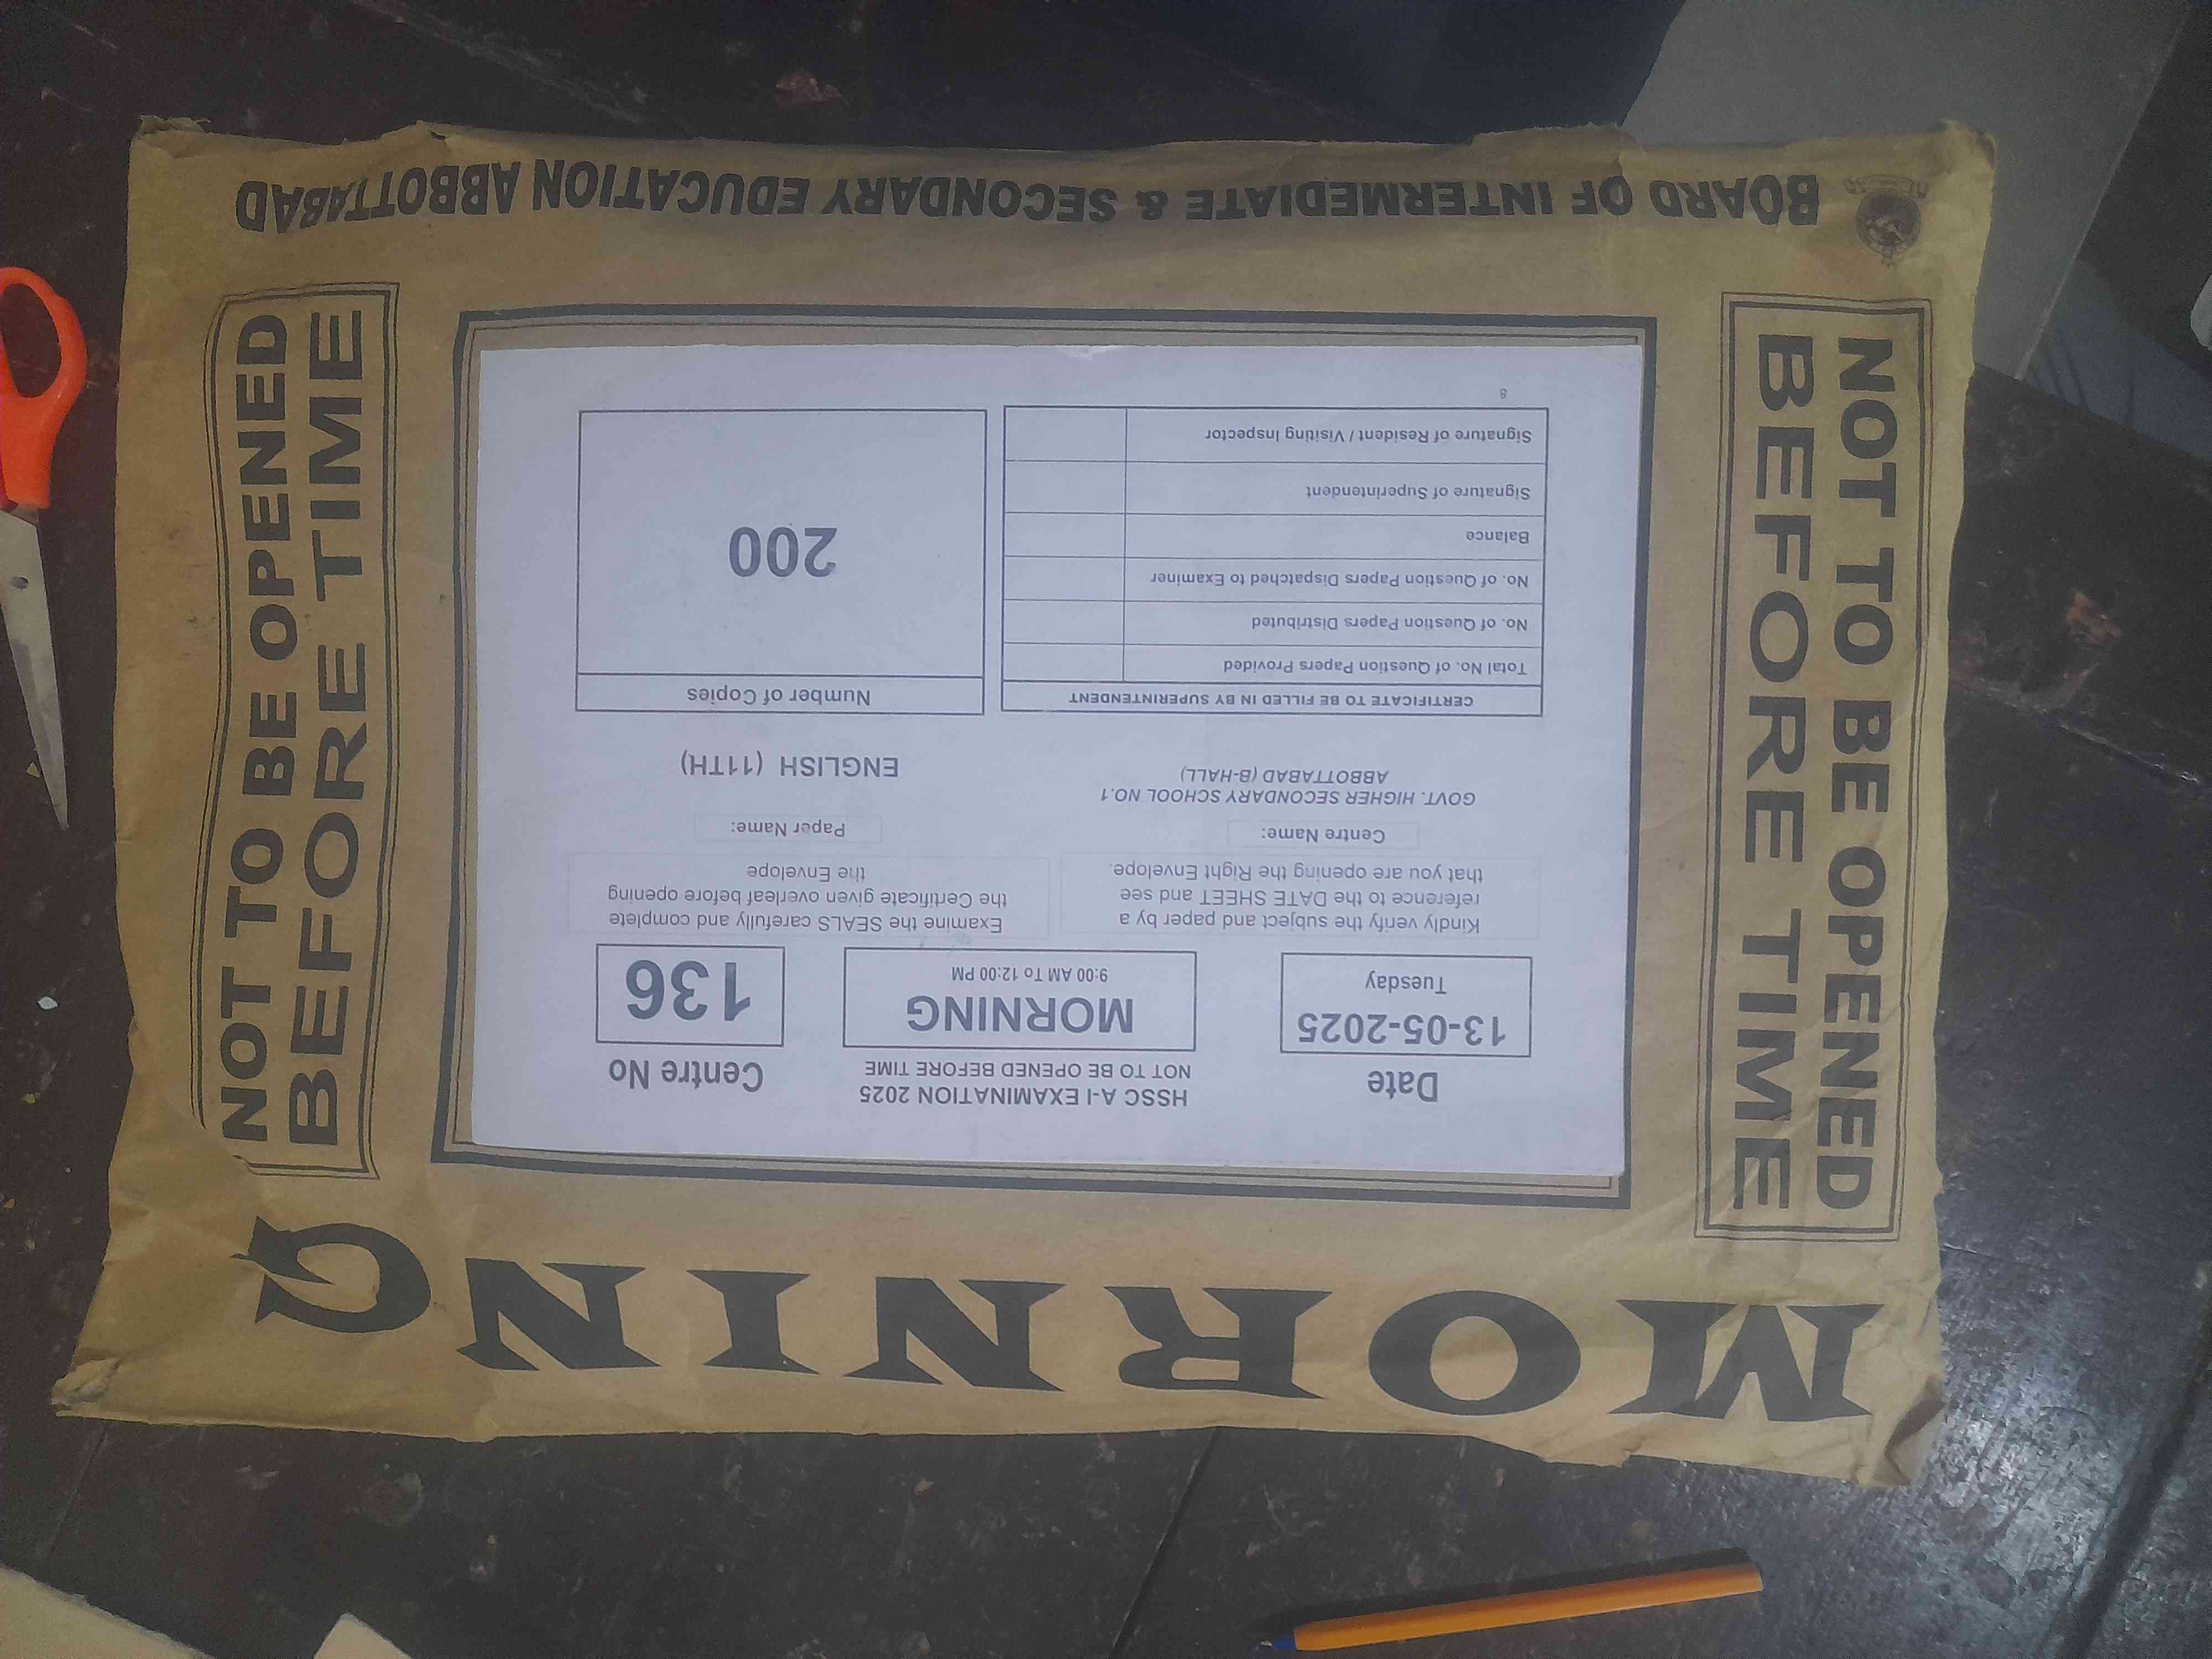 BOARD OF INTERMEDIATE & SECONDARY EDUCATION ABBOTTABAD
MORNING
NOT TO BE OPENED
BEFORE TIME
NOT TO BE OPENED
BEFORE TIME
HSSC A-I EXAMINATION 2025
NOT TO BE OPENED BEFORE TIME
Date
13-05-2025
Tuesday
MORNING
9:00 AM To 12:00 PM
Centre No
136
Kindly verify the subject and paper by a
reference to the DATE SHEET and see
that you are opening the Right Envelope.
Examine the SEALS carefully and complete
the Certificate given overleaf before opening
the Envelope
Centre Name:
GOVT. HIGHER SECONDARY SCHOOL NO.1
ABBOTTABAD (B-HALL)
Paper Name:
ENGLISH (11TH)
CERTIFICATE TO BE FILLED IN BY SUPERINTENDENT
Total No. of Question Papers Provided
No. of Question Papers Distributed
No. of Question Papers Dispatched to Examiner
Balance
Signature of Superintendent
Signature of Resident / Visiting Inspector
Number of Copies
200
8